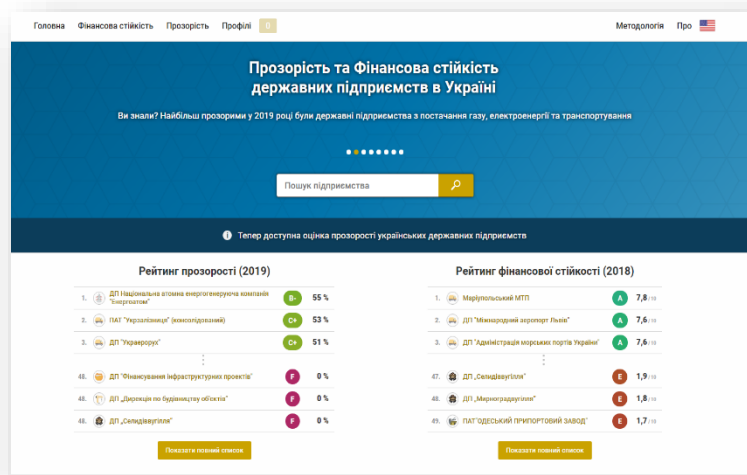 Головна Фінансова стійкість Прозорість Профілі 0 Методологія Про
Прозорість та Фінансова стійкість
державних підприємств в Україні
Ви знали? Найбільш прозорими у 2019 році були державні підприємства з постачання газу, електроенергії та транспортування
Пошук підприємства
Тепер доступна оцінка прозорості українських державних підприємств
Рейтинг прозорості (2019)
1. ДП Національна атомна енергогенеруюча компанія
"Енергоатом" B- 55 %
2. ПАТ "Укрзалізниця" (консолідований) C+ 53 %
3. ДП "Украерорух" C+ 51 %
48. ДП "Фінансування інфраструктурних проектів" F 0 %
48. ДП „Дирекція по будівництву об'єктів" F 0 %
48. ДП „Селидіввугілля" F 0 %
Показати повний список
Рейтинг фінансової стійкості (2018)
1. Маріупольський МТП A 7,8 /10
2. ДП "Міжнародний аеропорт Львів" A 7,6 /10
3. ДП "Адміністрація морських портів України" A 7,6 /10
47. ДП „Селидіввугілля" E 1,9 /10
48. ДП „Мирноградвугілля" E 1,8 /10
49. ПАТ"ОДЕСЬКИЙ ПРИПОРТОВИЙ ЗАВОД" E 1,7 /10
Показати повний список